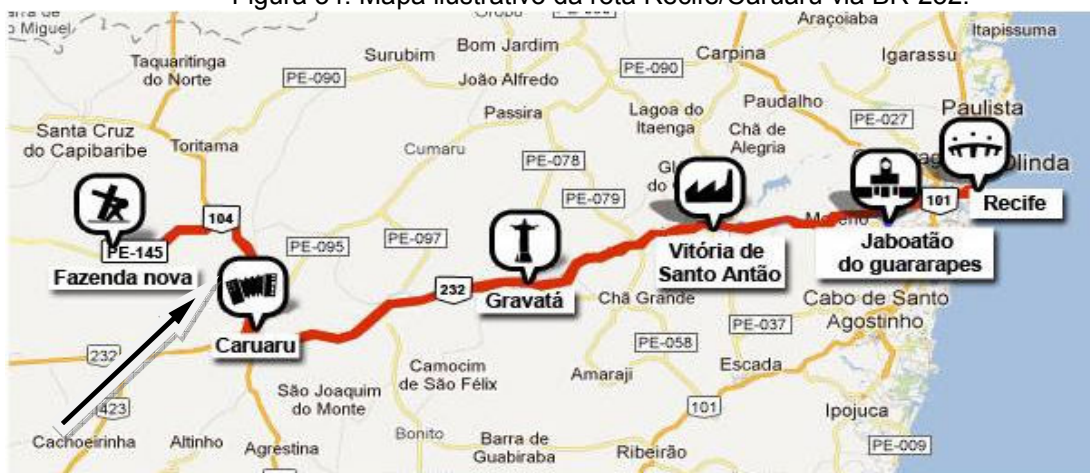 Figura 81: Mapa ilustrativo da rota Recife/Caruaru via BR-232.
Miguel
Taquaritinga
do Norte
PE-090
Surubim
Bom Jardim
João Alfredo
PE-090
Carpina
Araçoiaba
Igarassu
Itapissuma
Santa Cruz
do Capibaribe
Toritama
Passira
Cumaru
PE-078
Lagoa do
Itaenga
Paudalho
Chã de
Alegria
PE-027
Paulista
Recife
101
104
PE-145
Fazenda nova
PE-095
PE-097
PE-079
Vitória de
Santo Antão
Jaboatão
do guararapes
232
Gravatá
Chã Grande
Caruaru
232
Cabo de Santo
Agostinho
PE-037
PE-058
Escada
Camocim
de São Félix
Amaraji
São Joaquim
do Monte
423
101
Ipojuca
Cachoeirinha
Altinho
Agrestina
Bonito
Barra de
Guabiraba
Ribeirão
PE-009